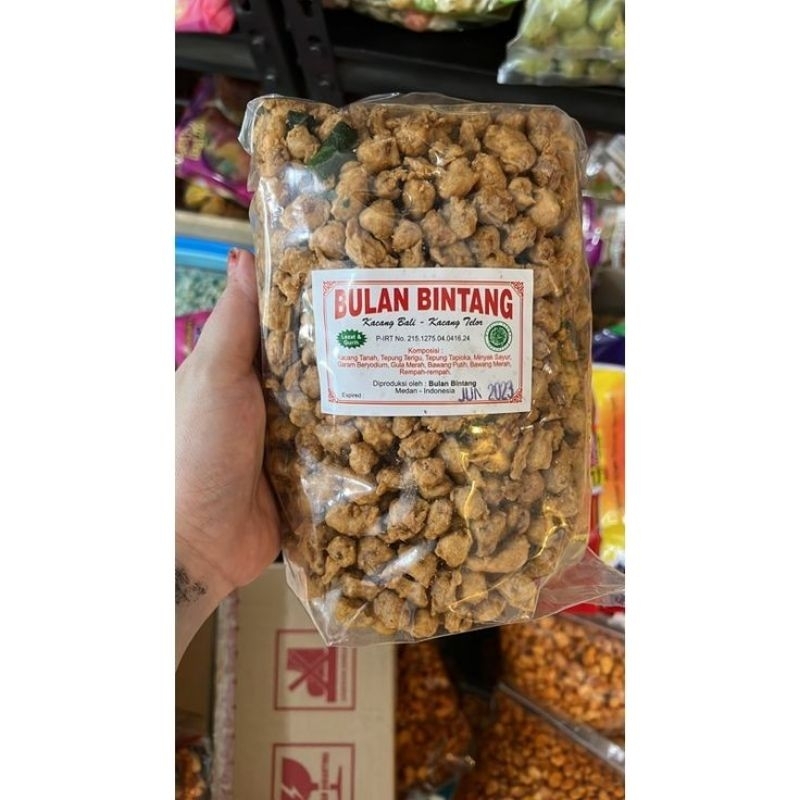 BULAN BINTANG
Kacang Bali - Kacang Telor
Lezat &
Gurih
P-IRT No. 215.1275.04.0416.24
Komposisi :
Kacang Tanah, Tepung Terigu, Tepung Tapioka, Minyak Sayur,
Garam Beryodium, Gula Merah, Bawang Putih, Bawang Merah,
Rempah-rempah.
Diproduksi oleh : Bulan Bintang
Medan - Indonesia
Expired
JUN 2023